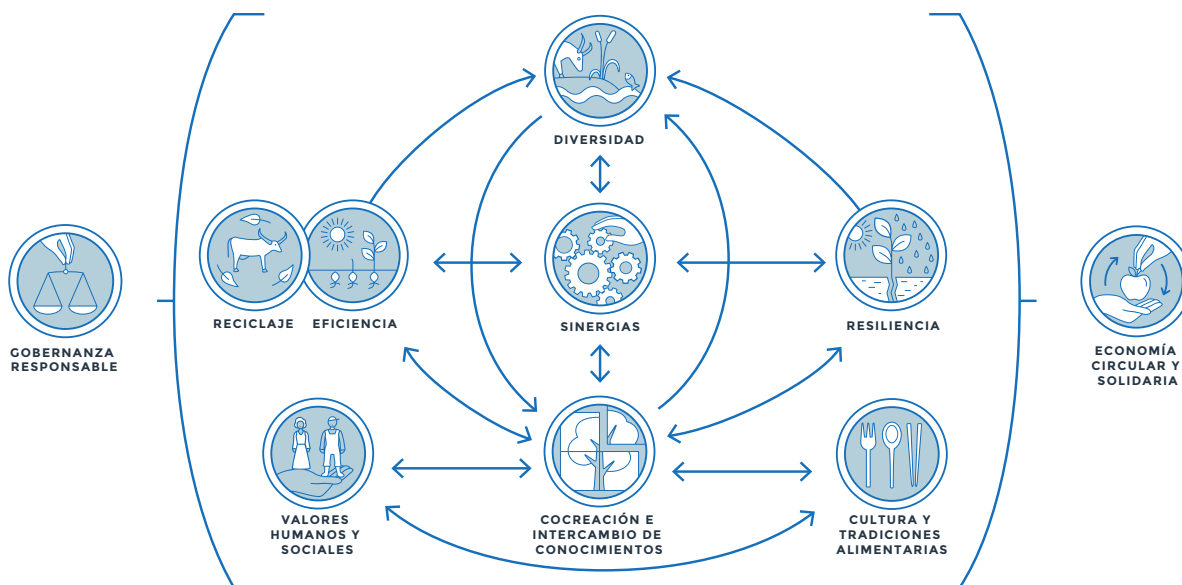 DIVERSIDAD
RECICLAJE
EFICIENCIA
SINERGIAS
RESILIENCIA
GOBERNANZA
RESPONSABLE
ECONOMÍA
CIRCULAR Y
SOLIDARIA
VALORES
HUMANOS Y
SOCIALES
COCREACIÓN E
INTERCAMBIO DE
CONOCIMIENTOS
CULTURA Y
TRADICIONES
ALIMENTARIAS